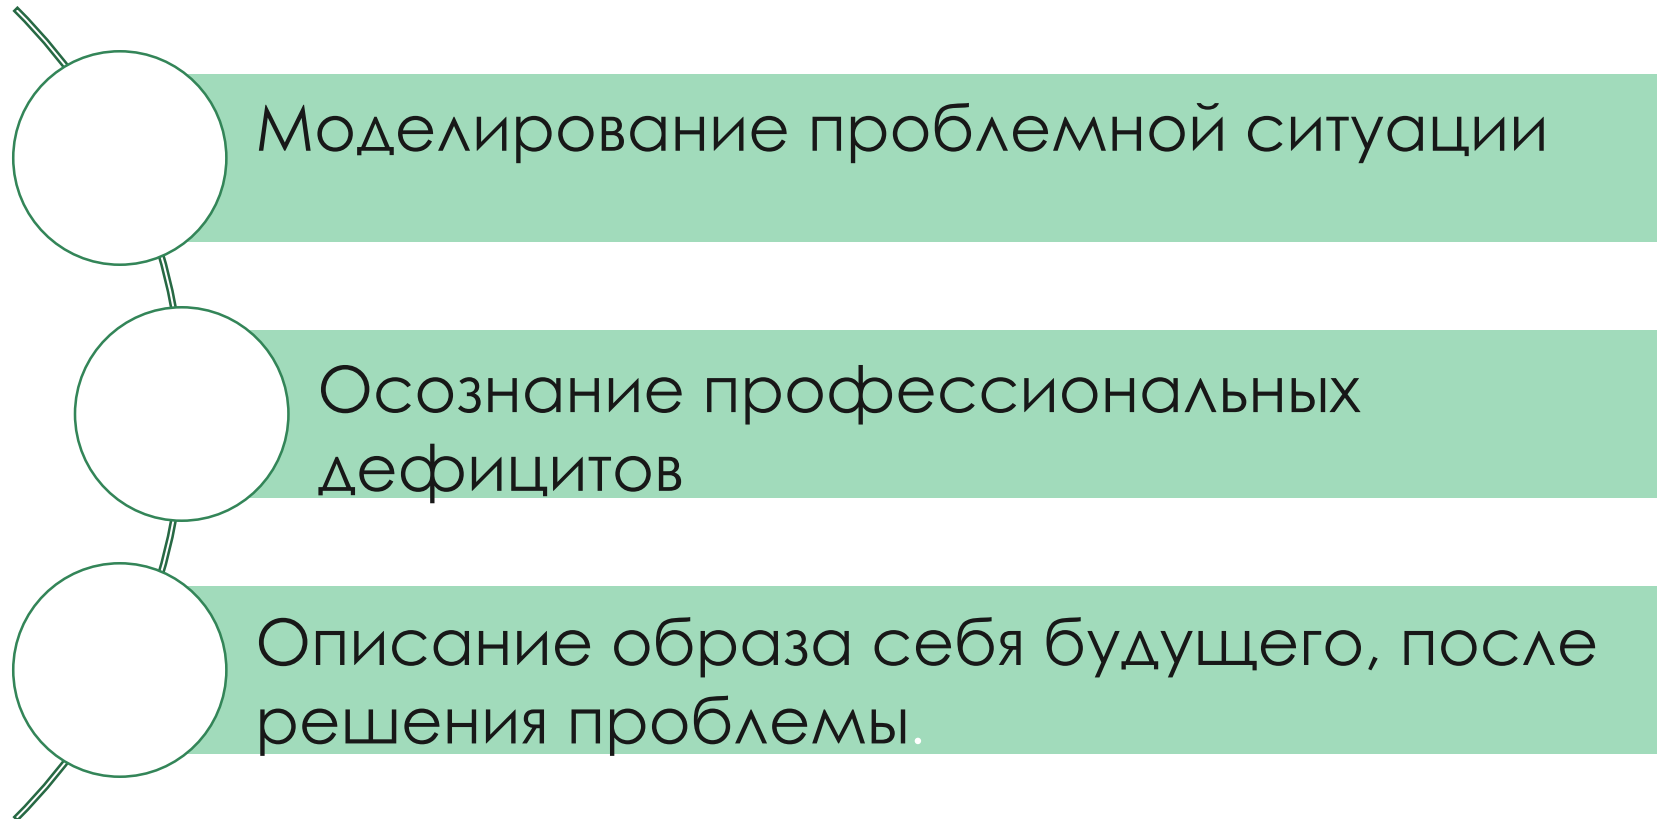 Моделирование проблемной ситуации
Осознание профессиональных
дефицитов
Описание образа себя будущего, после
решения проблемы.